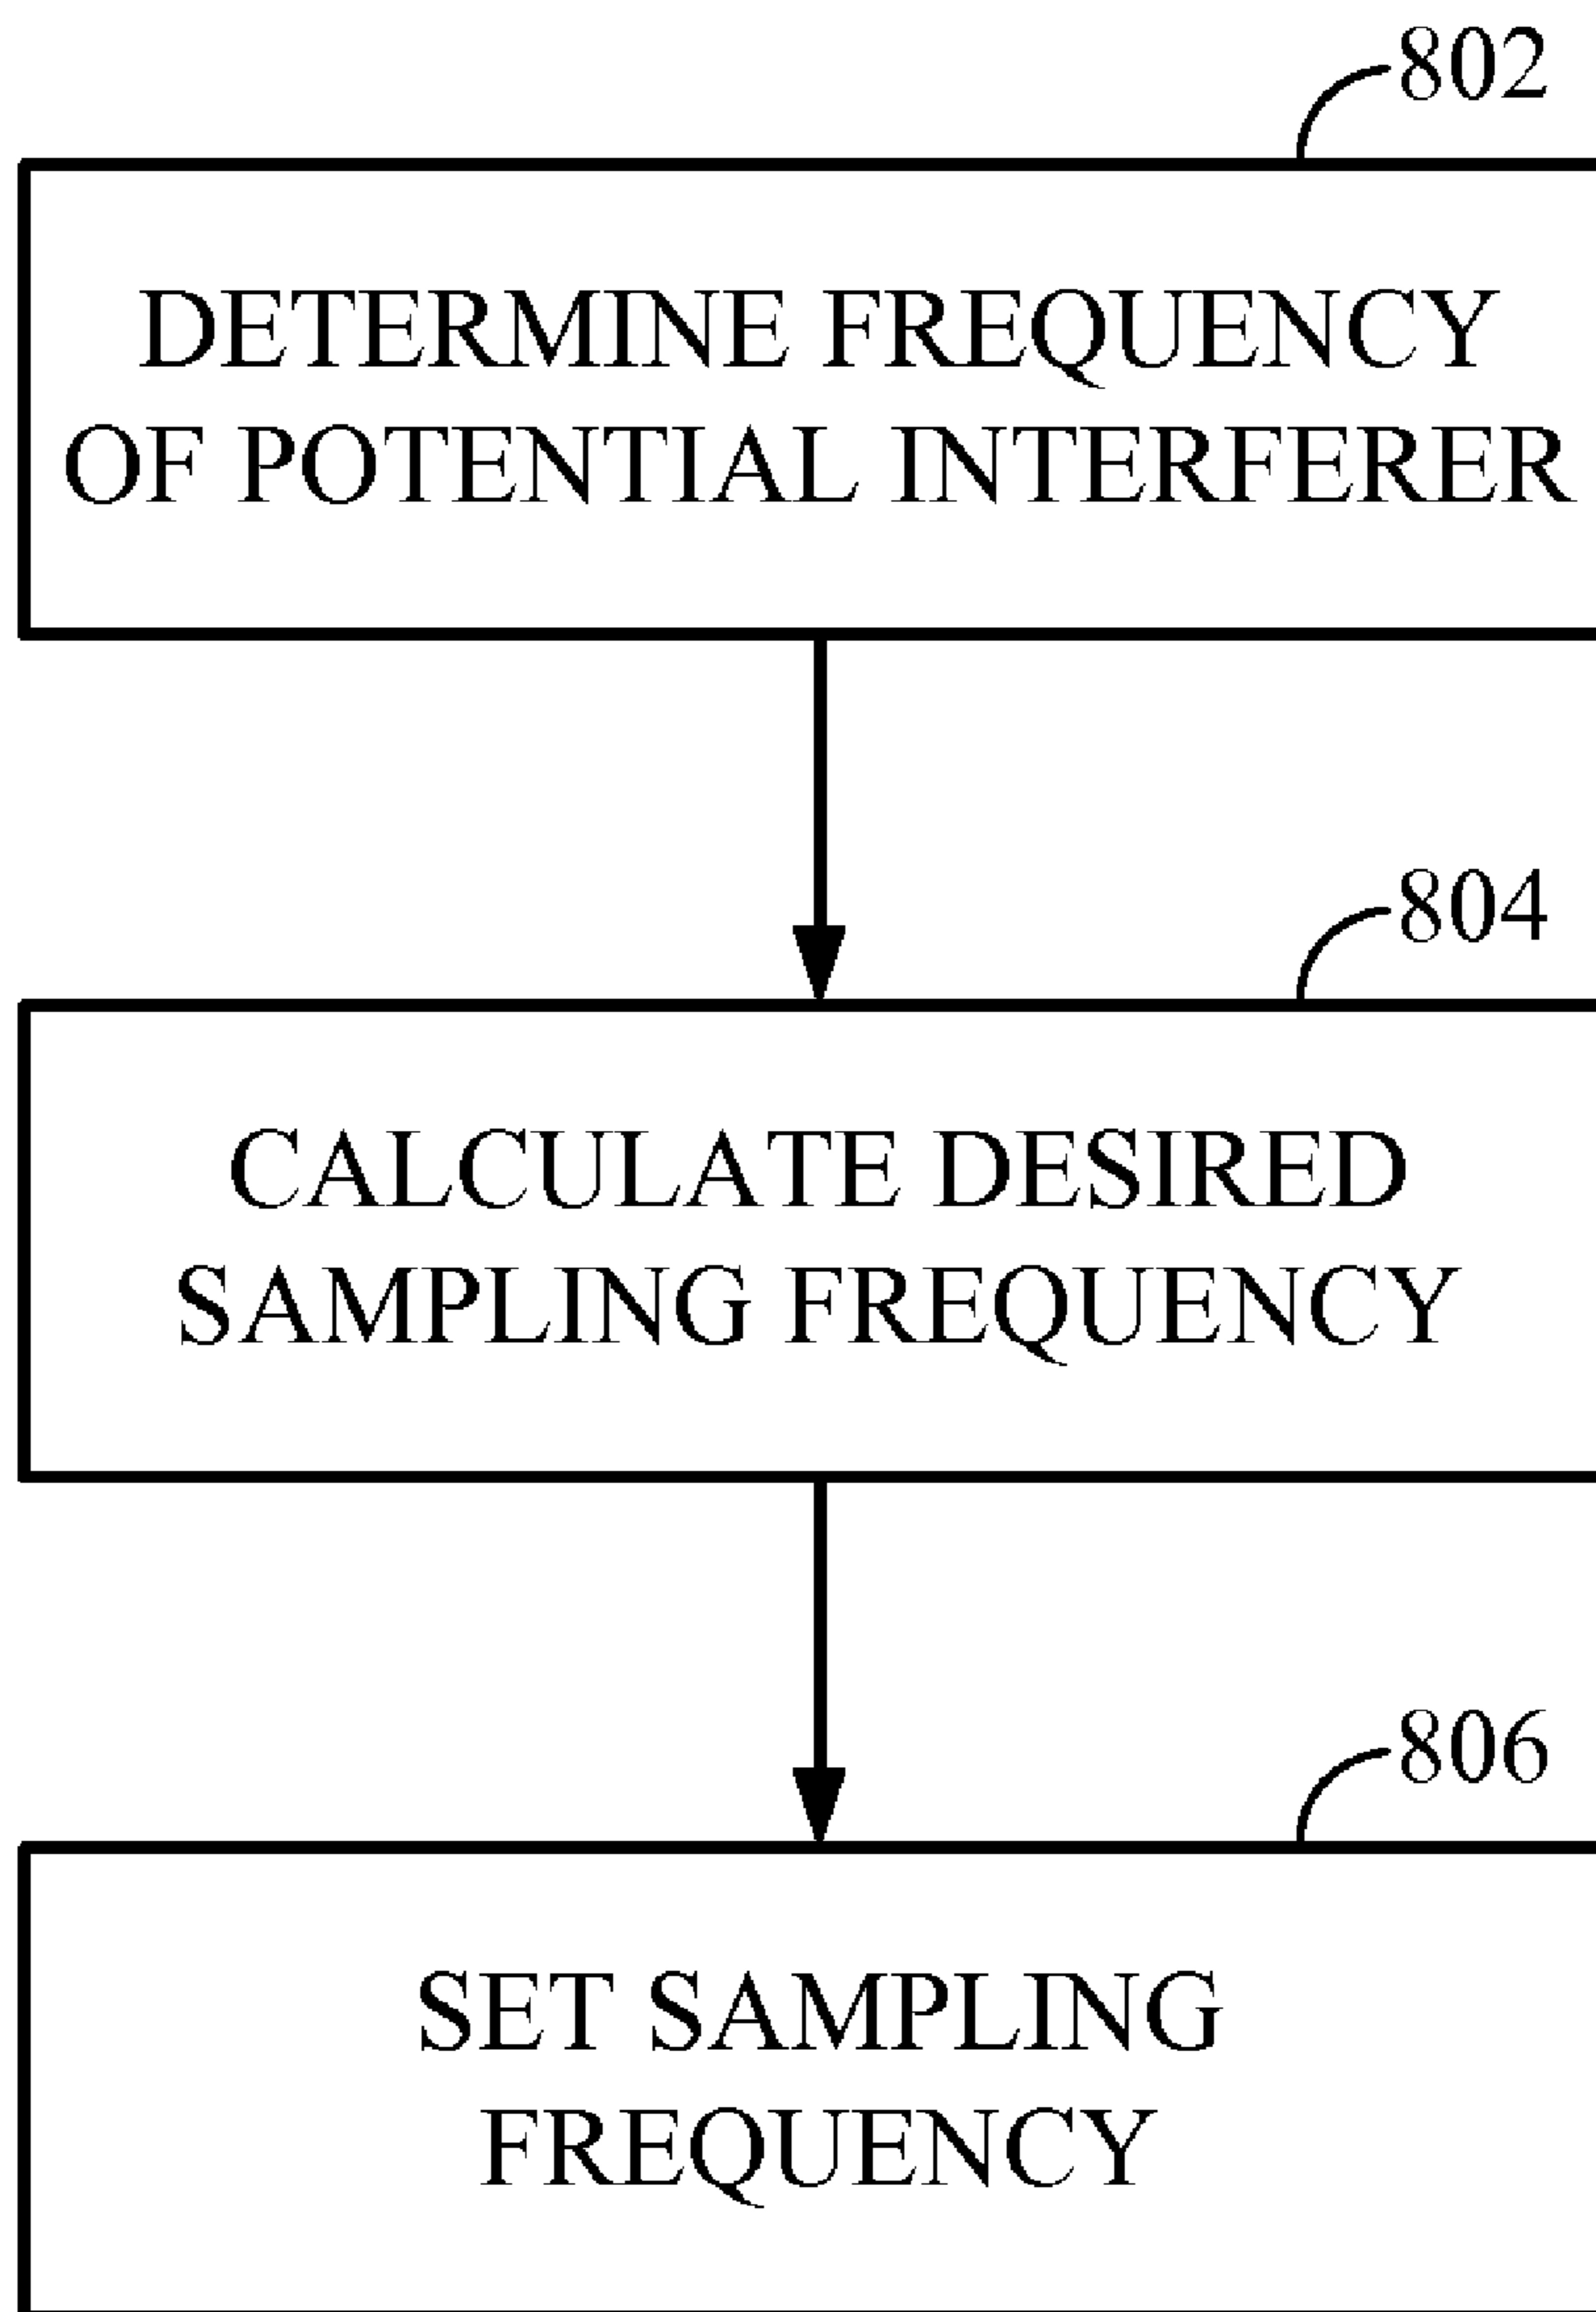 802
DETERMINE FREQUENCY
OF POTENTIAL INTERFERER
804
CALCULATE DESIRED
SAMPLING FREQUENCY
806
SET SAMPLING
FREQUENCY